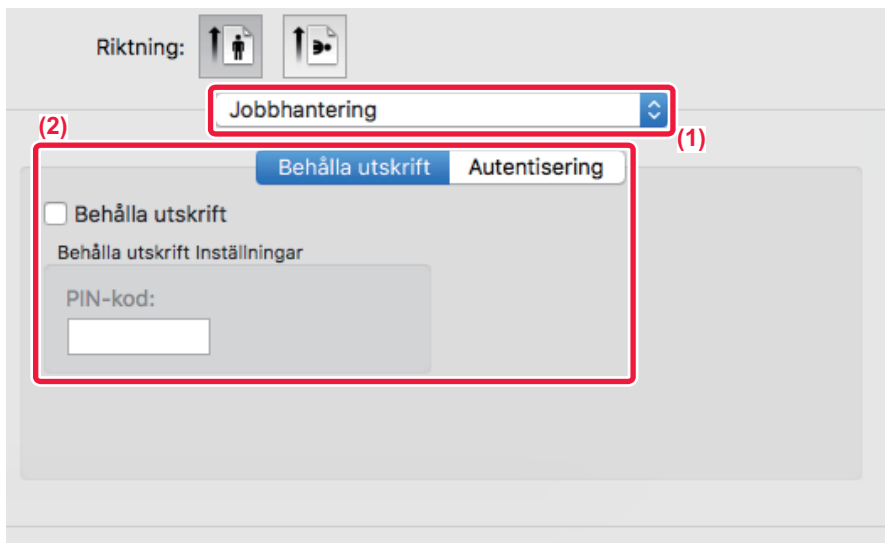 Riktning:
Jobbhantering
(1)
(2)
Behålla utskrift Autentisering
Behålla utskrift
Behålla utskrift Inställningar
PIN-kod: